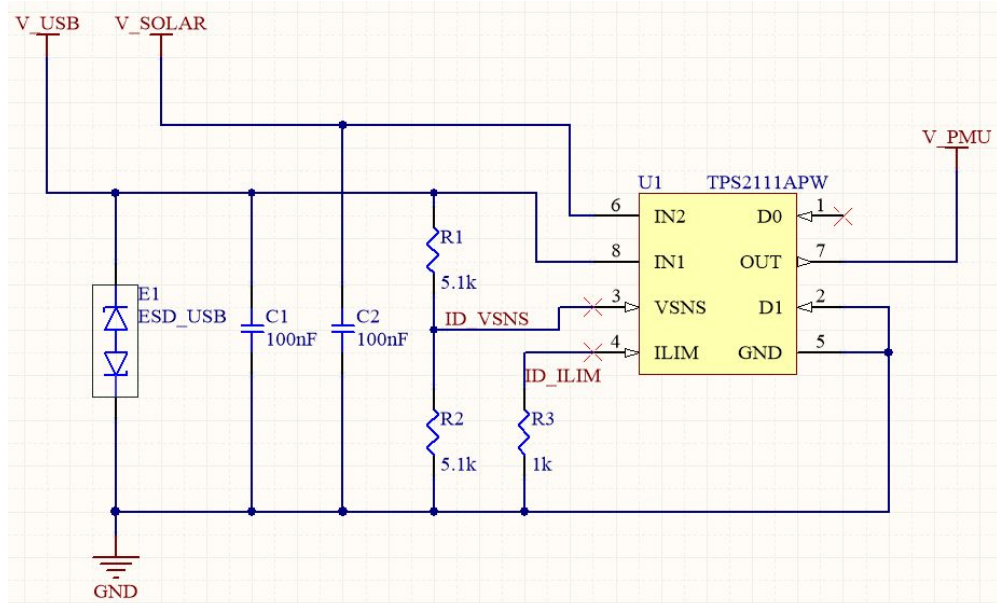 V_USB V_SOLAR
V_PMU
U1 TPS2111APW
6 IN2 D0 1
R1
8 IN1 OUT 7
5.1k
E1
ESD_USB
3 VSNS D1 2
C1 C2 ID_VSNS
100nF 100nF
4 ILIM GND 5
ID_ILIM
R2 R3
5.1k 1k
GND